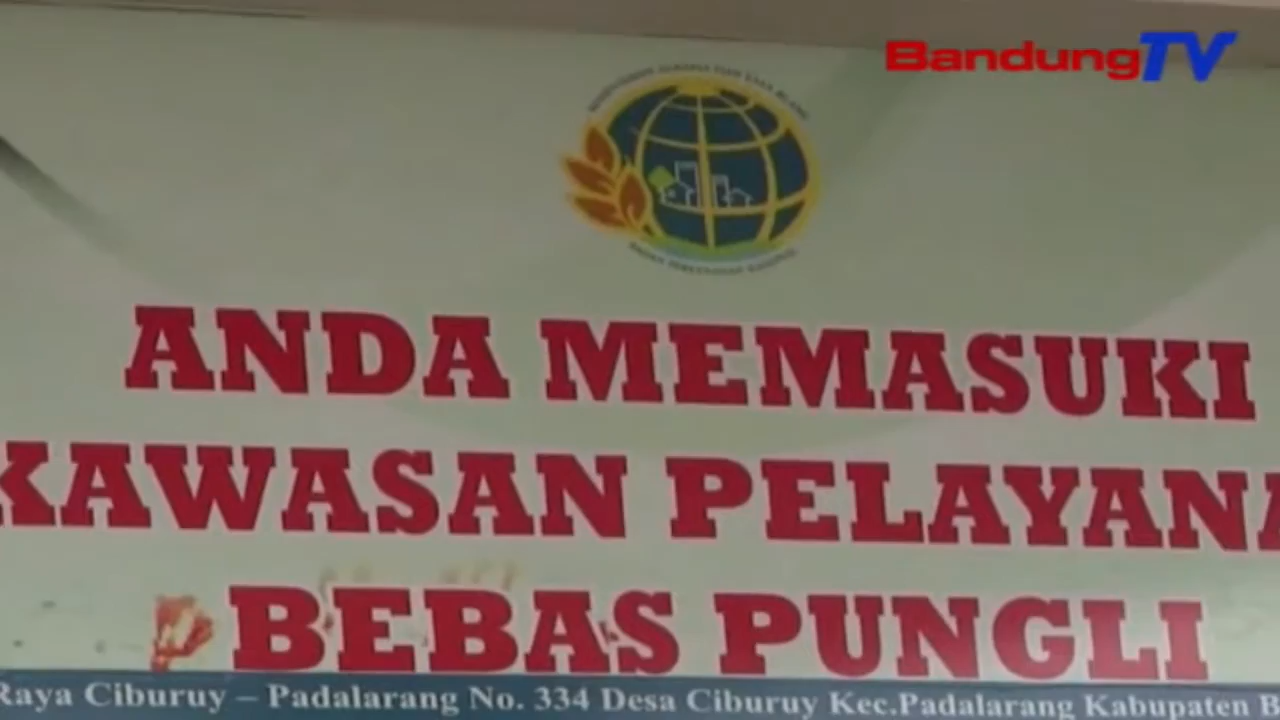 BandungTV
ANDA MEMASUKI
KAWASAN PELAYANA
BEBAS PUNGLI
Raya Ciburuy – Padalarang No. 334 Desa Ciburuy Kec.Padalarang Kabupaten B